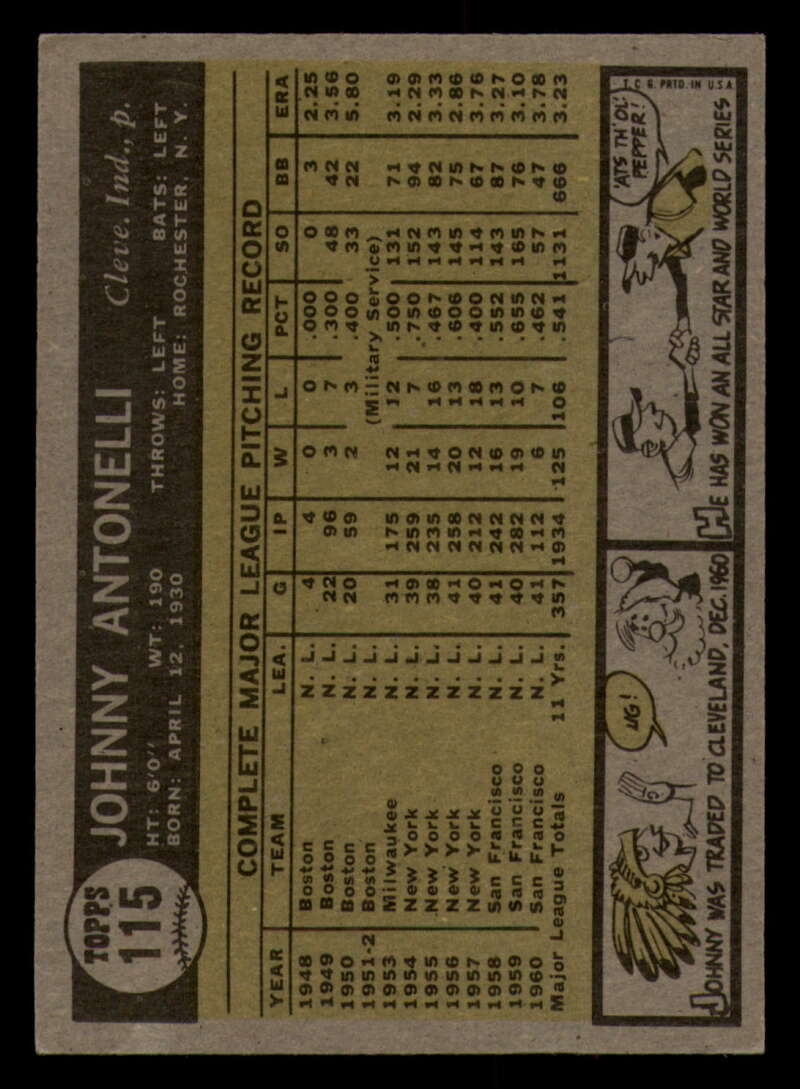 TOPPS
115
JOHNNY ANTONELLI Cleve. Ind., p.
HT: 6'0" WT: 190 THROWS: LEFT BATS: LEFT
BORN: APRIL 12, 1930 HOME: ROCHESTER, N. Y.
COMPLETE MAJOR LEAGUE PITCHING RECORD
YEAR TEAM LEA. G IP W L PCT SO BB ERA
1948 Boston N. L. 4 4 0 0 .000 0 3 2.25
1949 Boston N. L. 22 96 3 7 .300 48 42 3.56
1950 Boston N. L. 20 59 2 3 .400 33 22 5.80
1951-2 Boston N. L. (Military Service)
1953 Milwaukee N. L. 31 175 12 12 .500 131 71 3.19
1954 New York N. L. 39 259 21 7 .750 152 94 2.29
1955 New York N. L. 38 235 14 16 .467 143 82 3.33
1956 New York N. L. 41 258 20 13 .606 145 75 2.86
1957 New York N. L. 40 212 12 18 .400 114 67 3.76
1958 San Francisco N. L. 41 242 16 13 .552 143 87 3.27
1959 San Francisco N. L. 40 282 19 10 .655 165 76 3.10
1960 San Francisco N. L. 41 112 6 7 .462 57 47 3.78
Major League Totals 11 Yrs. 357 1934 125 106 .541 1131 666 3.23
UG!
JOHNNY WAS TRADED TO CLEVELAND, DEC. 1960
'ATS TH' OL'
PEPPER!
HE HAS WON AN ALL STAR AND WORLD SERIES
T. C. G. PRTD. IN U.S.A.